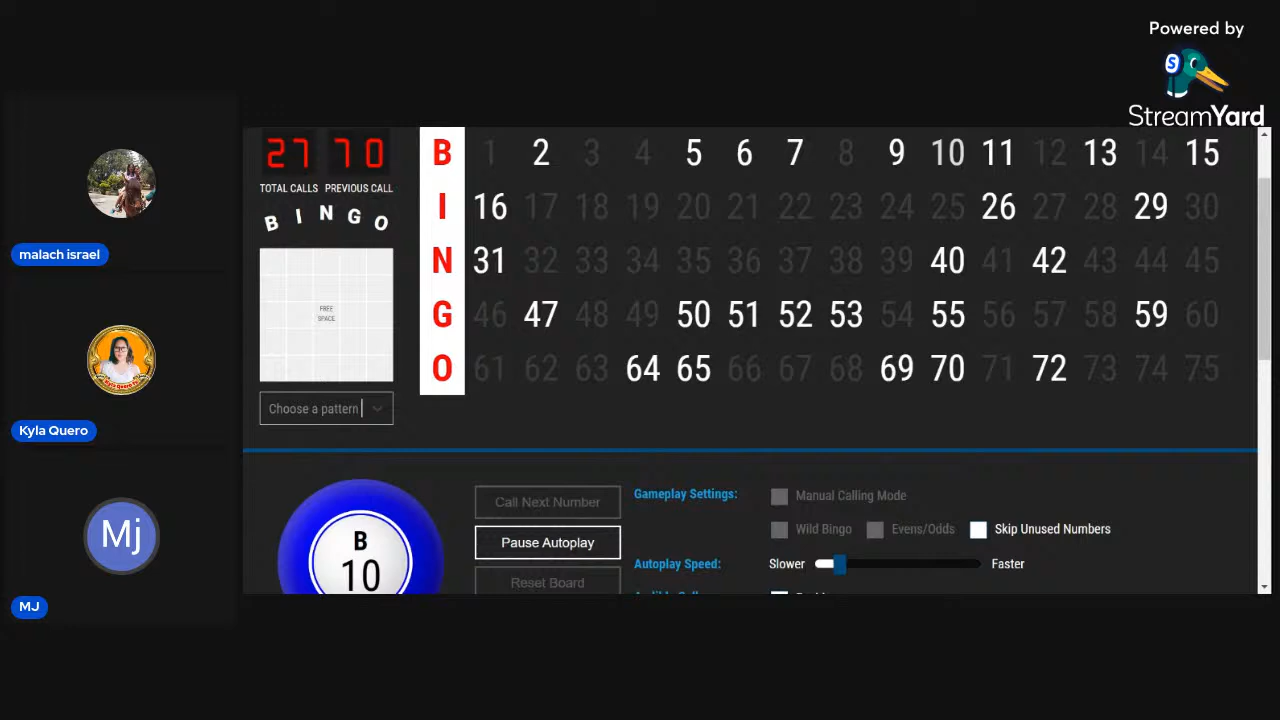 Powered by
StreamYard
malach israel
Kyla Quero
Mj
MJ
27 70
TOTAL CALLS PREVIOUS CALL
B I N G O
FREE
SPACE
Choose a pattern
B 1 2 3 4 5 6 7 8 9 10 11 12 13 14 15
I 16 17 18 19 20 21 22 23 24 25 26 27 28 29 30
N 31 32 33 34 35 36 37 38 39 40 41 42 43 44 45
G 46 47 48 49 50 51 52 53 54 55 56 57 58 59 60
O 61 62 63 64 65 66 67 68 69 70 71 72 73 74 75
B
10
Call Next Number
Pause Autoplay
Reset Board
Gameplay Settings:
Manual Calling Mode
Wild Bingo Evens/Odds Skip Unused Numbers
Autoplay Speed:
Slower Faster